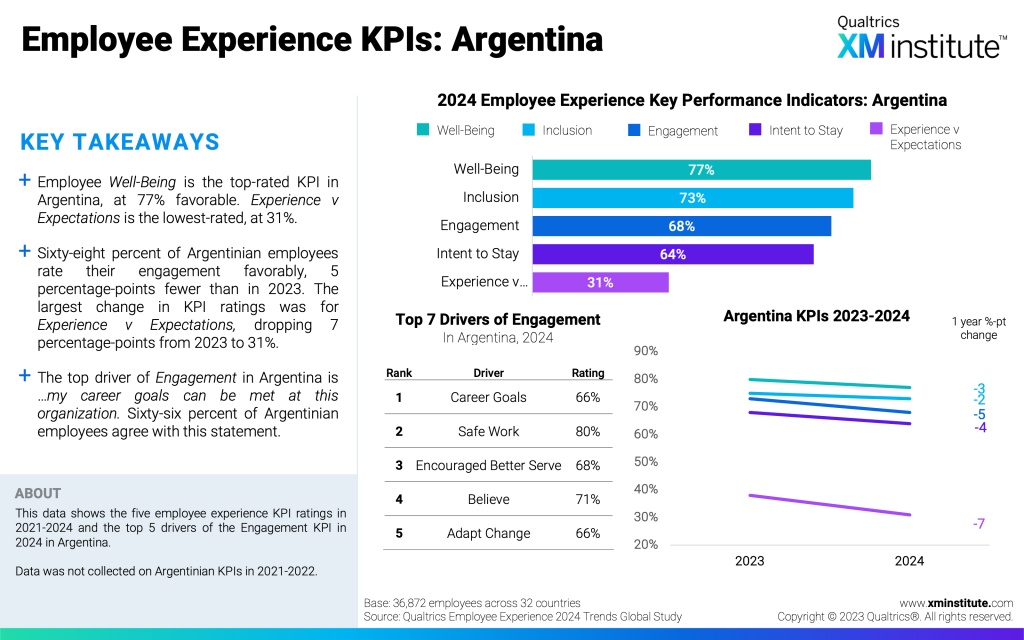 Employee Experience KPIs: Argentina
Qualtrics
XM institute™
KEY TAKEAWAYS
+ Employee Well-Being is the top-rated KPI in
Argentina, at 77% favorable. Experience v
Expectations is the lowest-rated, at 31%.
+ Sixty-eight percent of Argentinian employees
rate their engagement favorably, 5
percentage-points fewer than in 2023. The
largest change in KPI ratings was for
Experience v Expectations, dropping 7
percentage-points from 2023 to 31%.
+ The top driver of Engagement in Argentina is
...my career goals can be met at this
organization. Sixty-six percent of Argentinian
employees agree with this statement.
ABOUT
This data shows the five employee experience KPI ratings in
2021-2024 and the top 5 drivers of the Engagement KPI in
2024 in Argentina.
Data was not collected on Argentinian KPIs in 2021-2022.
2024 Employee Experience Key Performance Indicators: Argentina
Well-Being Inclusion Engagement Intent to Stay Experience v
Expectations
Well-Being 77%
Inclusion 73%
Engagement 68%
Intent to Stay 64%
Experience v... 31%
Top 7 Drivers of Engagement
In Argentina, 2024
Rank Driver Rating
1 Career Goals 66%
2 Safe Work 80%
3 Encouraged Better Serve 68%
4 Believe 71%
5 Adapt Change 66%
Argentina KPIs 2023-2024
1 year %-pt
change
90%
80%
70%
60%
50%
40%
30%
20%
-3
-2
-5
-4
-7
2023 2024
Base: 36,872 employees across 32 countries
Source: Qualtrics Employee Experience 2024 Trends Global Study
www.xminstitute.com
Copyright © 2023 Qualtrics®. All rights reserved.